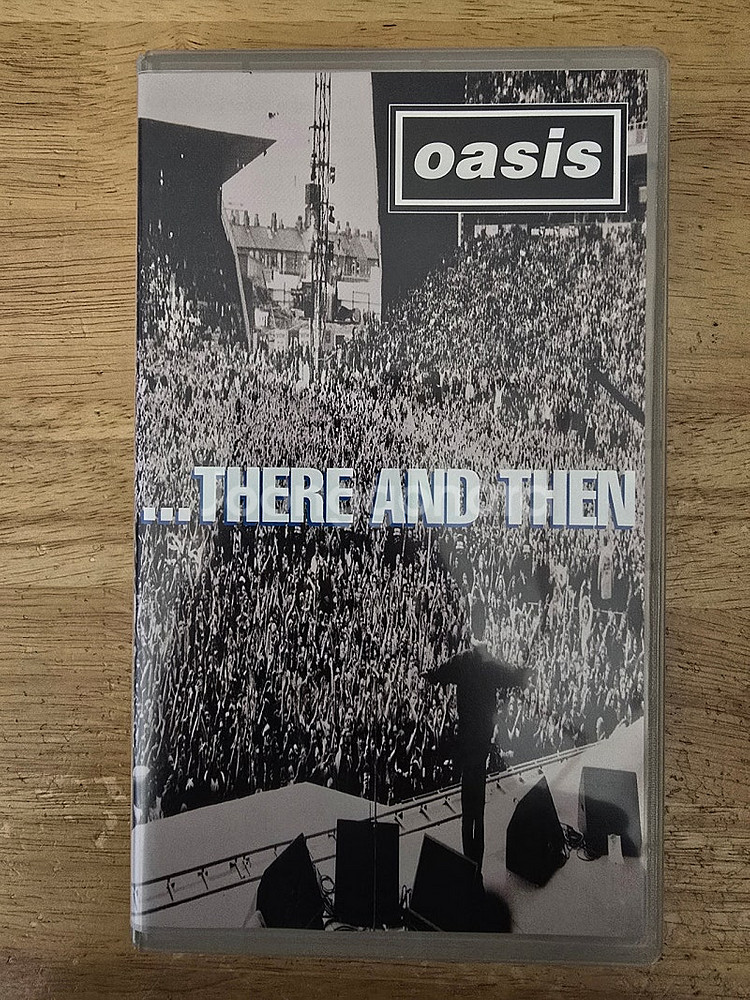 oasis
...THERE AND THEN